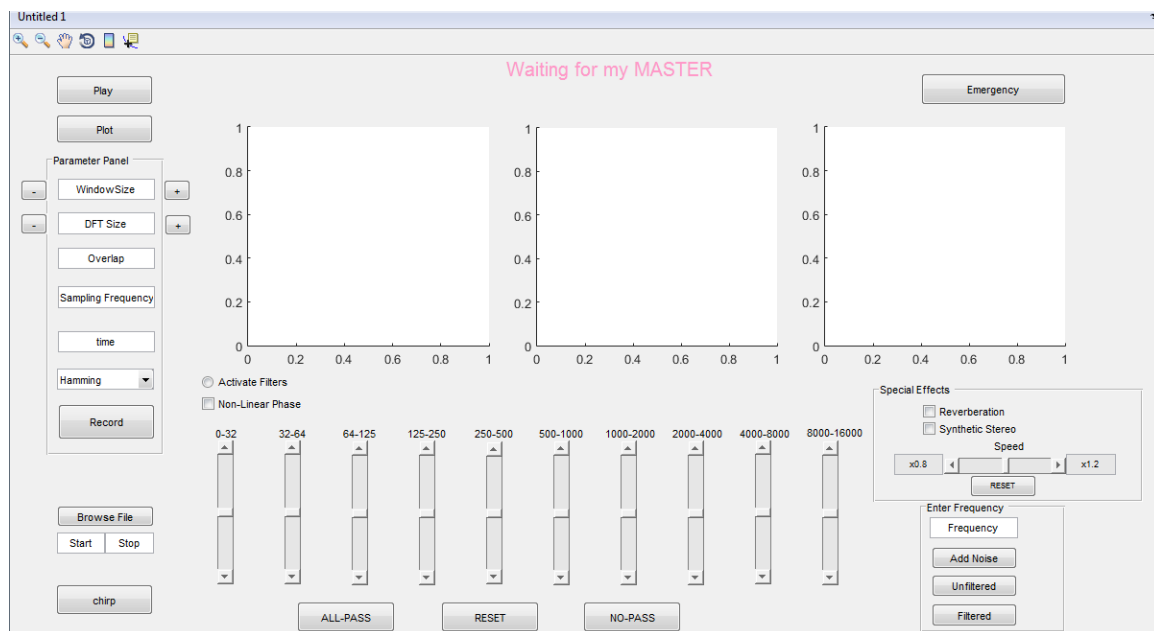 Untitled 1
Waiting for my MASTER
Play
Emergency
Plot
Parameter Panel
- WindowSize +
- DFT Size +
Overlap
Sampling Frequency
time
Hamming
Record
1
0.8
0.6
0.4
0.2
0
0 0.2 0.4 0.6 0.8 1
1
0.8
0.6
0.4
0.2
0
0 0.2 0.4 0.6 0.8 1
1
0.8
0.6
0.4
0.2
0
0 0.2 0.4 0.6 0.8 1
Activate Filters
Non-Linear Phase
0-32 32-64 64-125 125-250 250-500 500-1000 1000-2000 2000-4000 4000-8000 8000-16000
Special Effects
Reverberation
Synthetic Stereo
Speed
x0.8 x1.2
RESET
Browse File
Start Stop
chirp
Enter Frequency
Frequency
Add Noise
Unfiltered
Filtered
ALL-PASS RESET NO-PASS